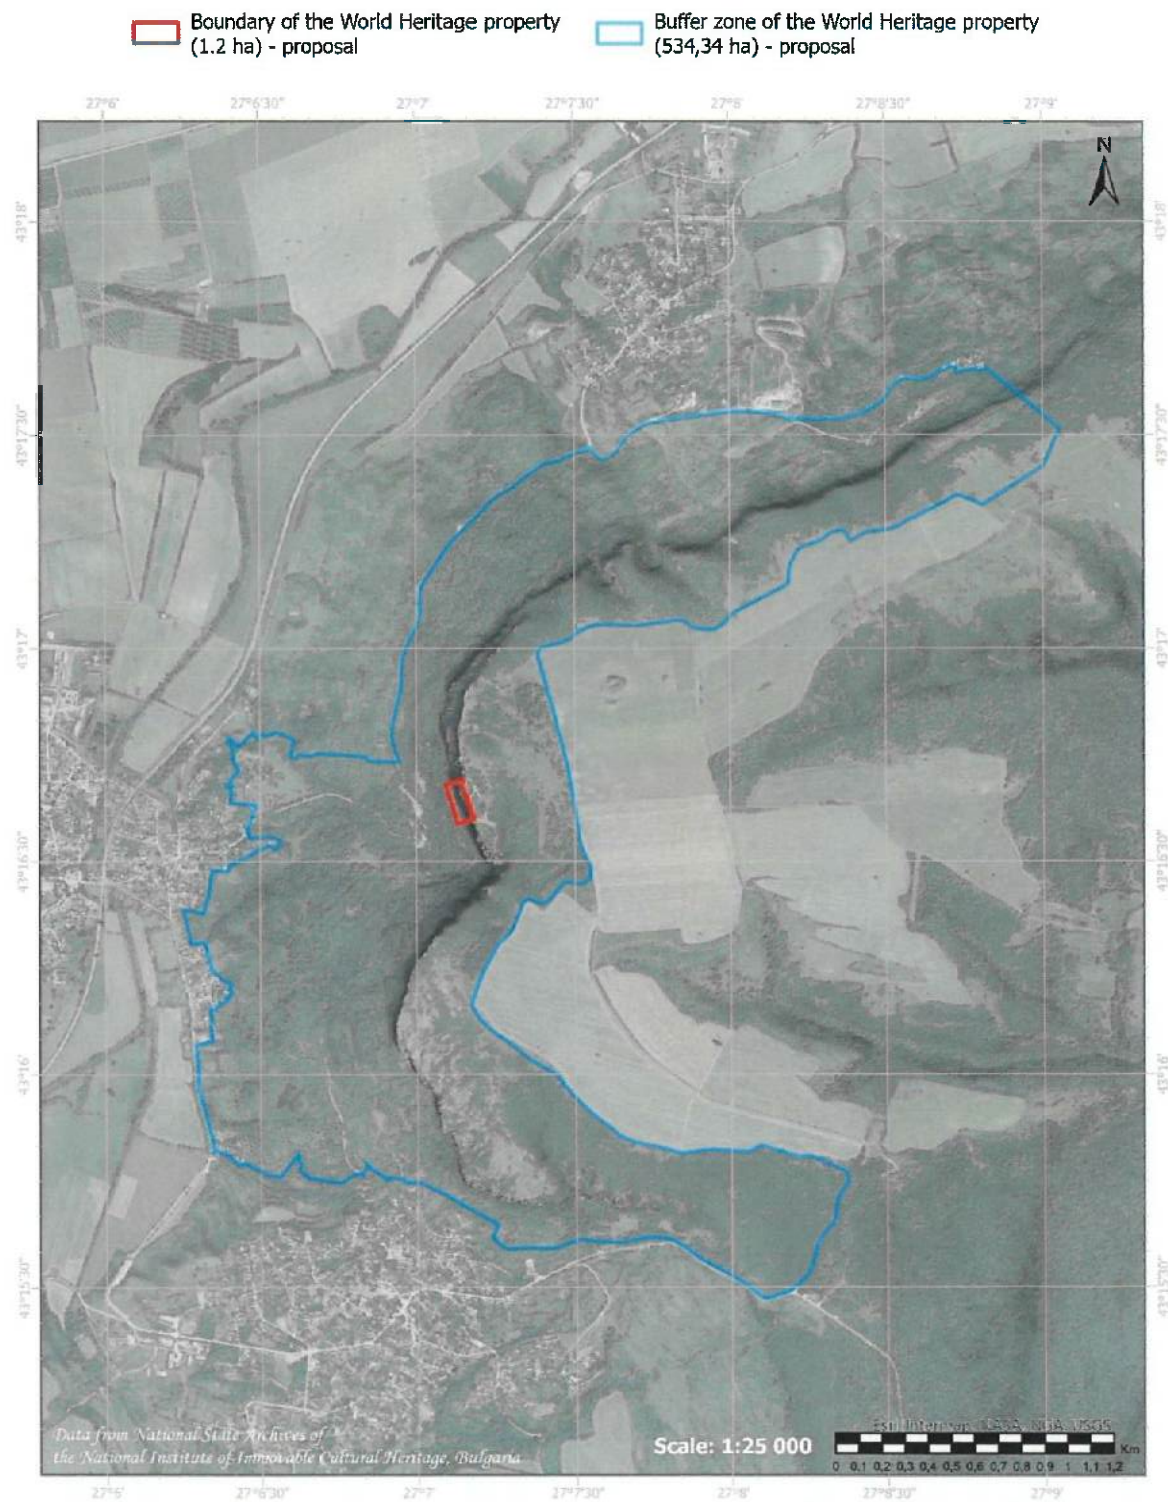 Boundary of the World Heritage property
(1.2 ha) - proposal
Buffer zone of the World Heritage property
(534,34 ha) - proposal
27°6' 27°6'30" 27°7' 27°7'30" 27°8' 27°8'30" 27°9'
N
43°18' 43°18'
43°17'30" 43°17'30"
43°17' 43°17'
43°16'30" 43°16'30"
43°16' 43°16'
43°15'30" 43°15'30"
Data from National State Archives of
the National Institute of Immovable Cultural Heritage, Bulgaria
Scale: 1:25 000
Esri, Intermap, NASA, NGA, USGS
Km
0 0,1 0,2 0,3 0,4 0,5 0,6 0,7 0,8 0,9 1 1,1 1,2
27°6' 27°6'30" 27°7' 27°7'30" 27°8' 27°8'30" 27°9'